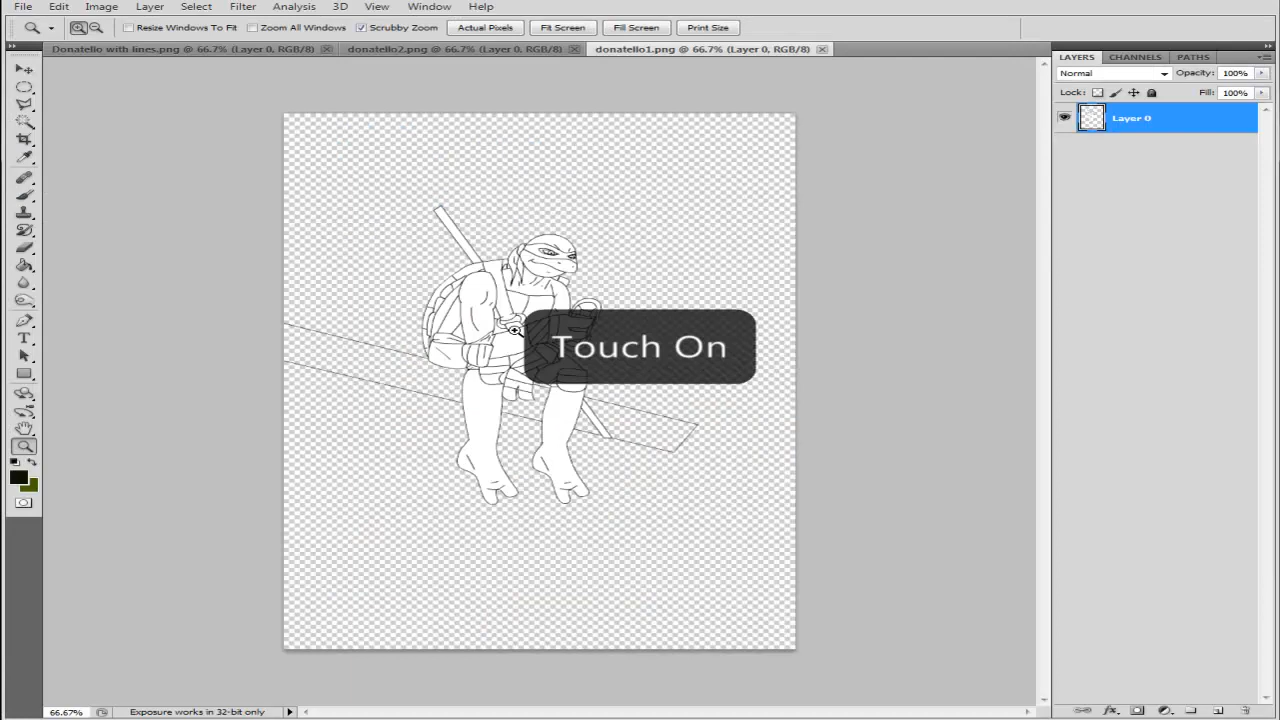 File Edit Image Layer Select Filter Analysis 3D View Window Help
Resize Windows To Fit Zoom All Windows Scrubby Zoom Actual Pixels Fit Screen Fill Screen Print Size
Donatello with lines.png @ 66.7% (Layer 0, RGB/8) donatello2.png @ 66.7% (Layer 0, RGB/8) donatello1.png @ 66.7% (Layer 0, RGB/8)
LAYERS CHANNELS PATHS
Normal Opacity: 100%
Lock: Fill: 100%
Layer 0
Touch On
T
66.67% Exposure works in 32-bit only
fx